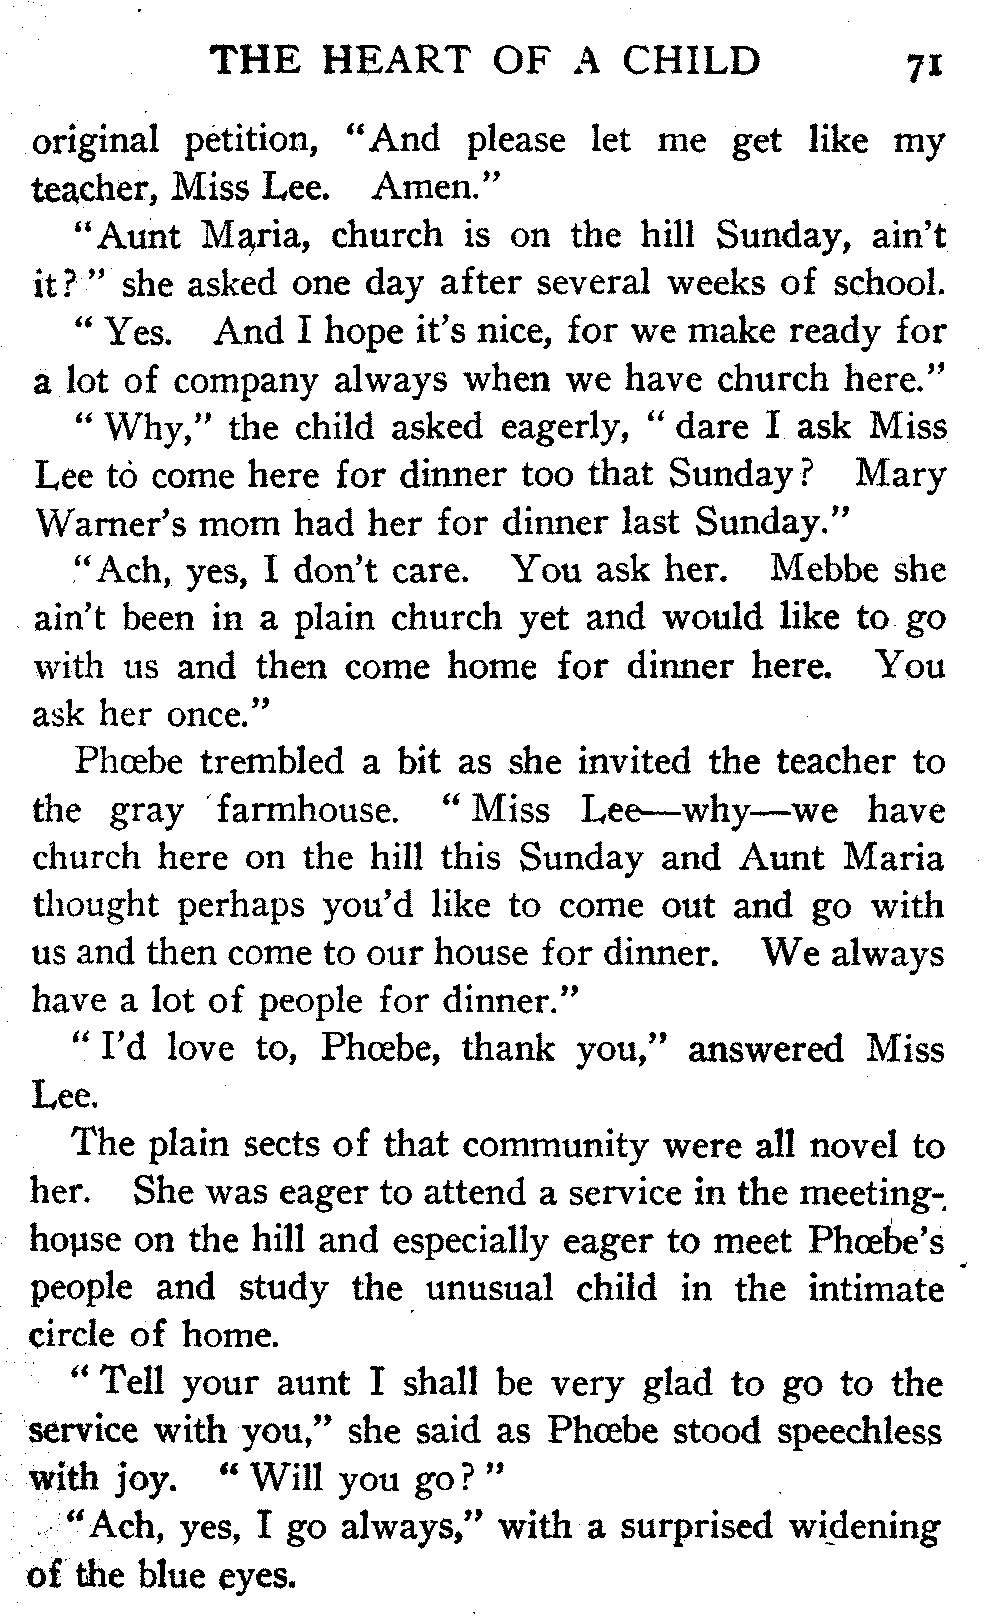 THE HEART OF A CHILD 71
original petition, "And please let me get like my
teacher, Miss Lee. Amen."
"Aunt Maria, church is on the hill Sunday, ain't
it?" she asked one day after several weeks of school.
"Yes. And I hope it's nice, for we make ready for
a lot of company always when we have church here."
"Why," the child asked eagerly, "dare I ask Miss
Lee to come here for dinner too that Sunday? Mary
Warner's mom had her for dinner last Sunday."
"Ach, yes, I don't care. You ask her. Mebbe she
ain't been in a plain church yet and would like to go
with us and then come home for dinner here. You
ask her once."
Phœbe trembled a bit as she invited the teacher to
the gray farmhouse. "Miss Lee—why—we have
church here on the hill this Sunday and Aunt Maria
thought perhaps you'd like to come out and go with
us and then come to our house for dinner. We always
have a lot of people for dinner."
"I'd love to, Phœbe, thank you," answered Miss
Lee.
The plain sects of that community were all novel to
her. She was eager to attend a service in the meeting-
house on the hill and especially eager to meet Phœbe's
people and study the unusual child in the intimate
circle of home.
"Tell your aunt I shall be very glad to go to the
service with you," she said as Phœbe stood speechless
with joy. "Will you go?"
"Ach, yes, I go always," with a surprised widening
of the blue eyes.